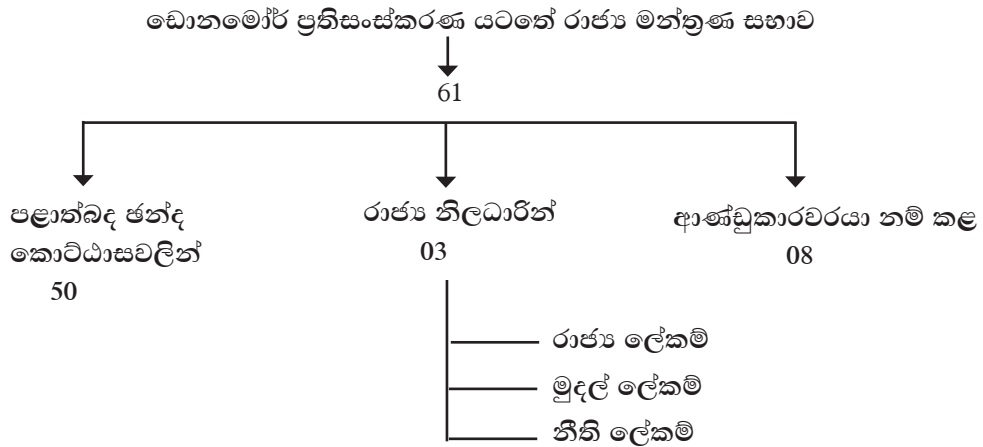 ඩොනමෝර් ප්‍රතිසංස්කරණ යටතේ රාජ්‍ය මන්ත්‍රණ සභාව
61
පළාත්බද ඡන්ද
කොට්ඨාසවලින්
50
රාජ්‍ය නිලධාරින්
03
ආණ්ඩුකාරවරයා නම් කළ
08
රාජ්‍ය ලේකම්
මුදල් ලේකම්
නීති ලේකම්